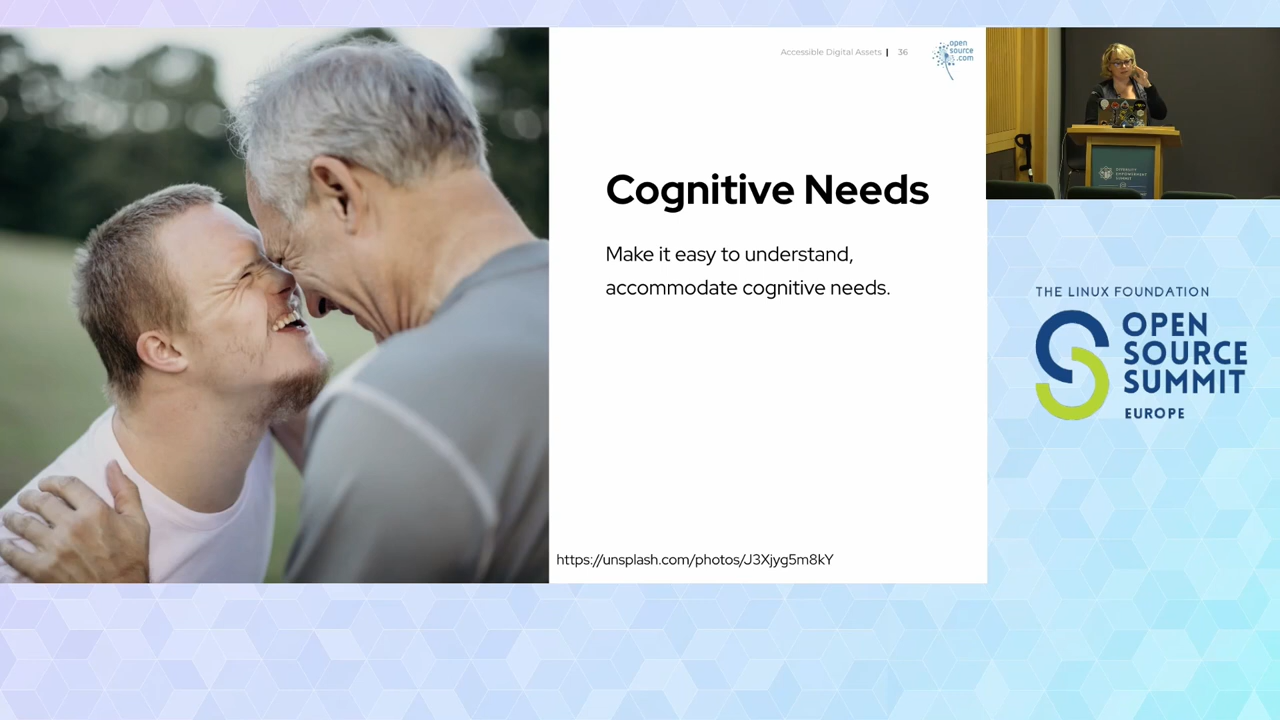 Accessible Digital Assets | 36
open
source
.com
Cognitive Needs
Make it easy to understand,
accommodate cognitive needs.
https://unsplash.com/photos/J3Xjyg5m8kY
THE LINUX FOUNDATION
OPEN
SOURCE
SUMMIT
EUROPE